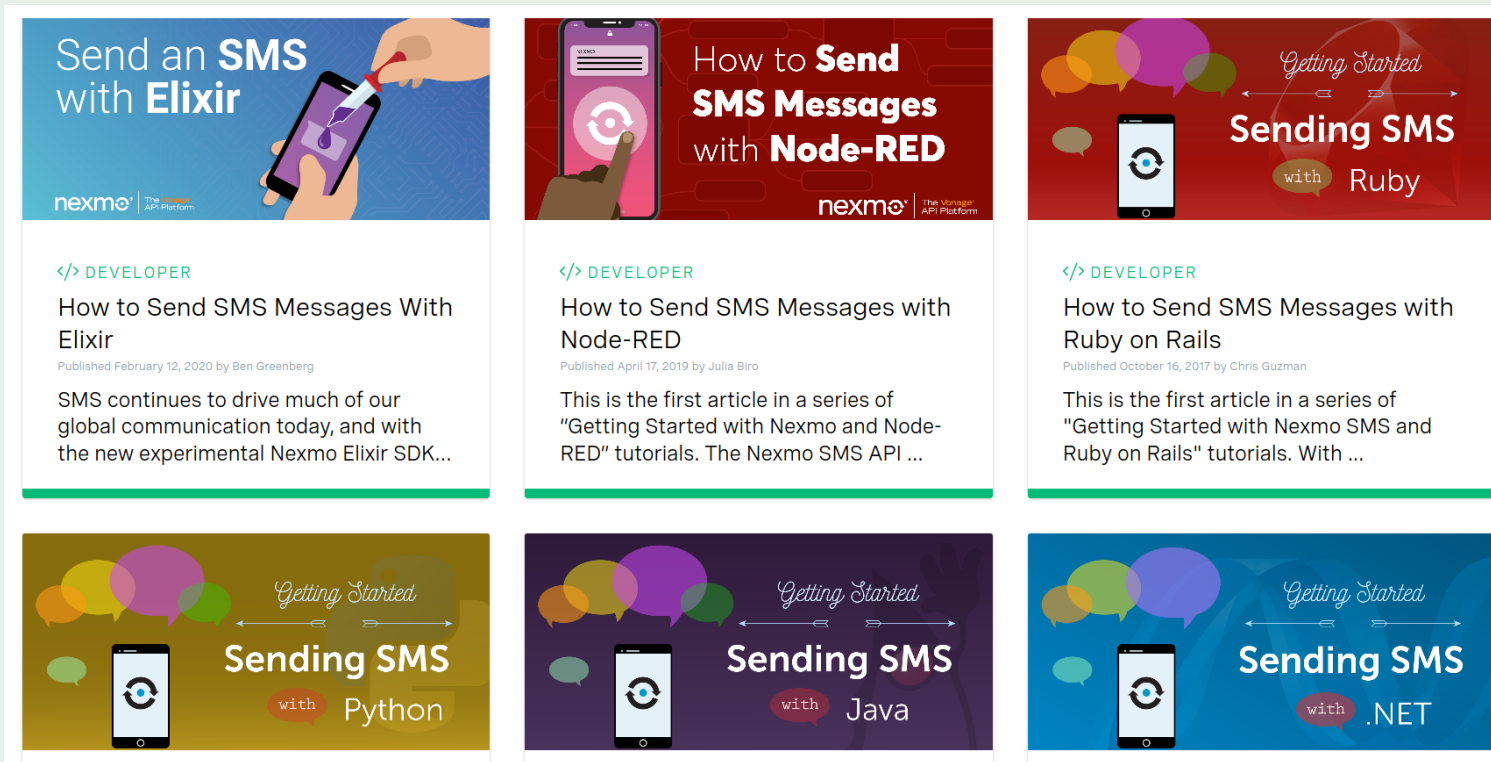 Send an SMS
with Elixir
nexmo
The Vonage
API Platform
</> DEVELOPER
How to Send SMS Messages With
Elixir
Published February 12, 2020 by Ben Greenberg
SMS continues to drive much of our
global communication today, and with
the new experimental Nexmo Elixir SDK...
NEXMO
How to Send
SMS Messages
with Node-RED
nexmo
The Vonage
API Platform
</> DEVELOPER
How to Send SMS Messages with
Node-RED
Published April 17, 2019 by Julia Biro
This is the first article in a series of
“Getting Started with Nexmo and Node-
RED” tutorials. The Nexmo SMS API ...
Getting Started
Sending SMS
with Ruby
</> DEVELOPER
How to Send SMS Messages with
Ruby on Rails
Published October 16, 2017 by Chris Guzman
This is the first article in a series of
"Getting Started with Nexmo SMS and
Ruby on Rails" tutorials. With ...
Getting Started
Sending SMS
with Python
Getting Started
Sending SMS
with Java
Getting Started
Sending SMS
with .NET